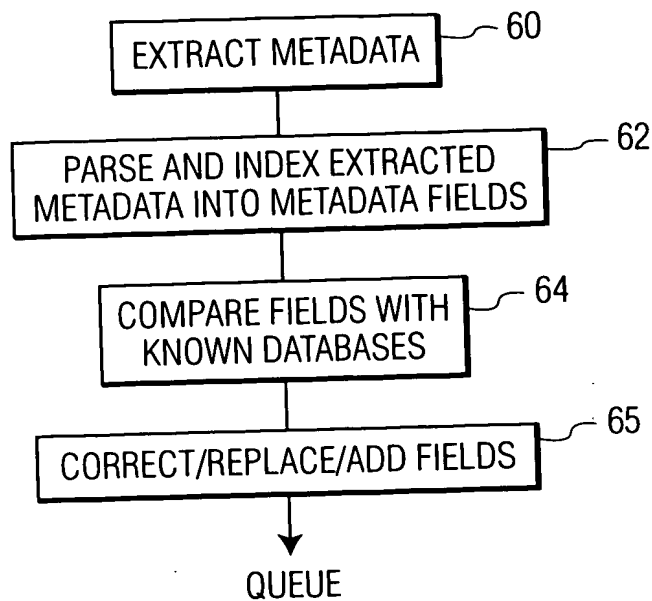 EXTRACT METADATA
60
PARSE AND INDEX EXTRACTED
METADATA INTO METADATA FIELDS
62
COMPARE FIELDS WITH
KNOWN DATABASES
64
CORRECT/REPLACE/ADD FIELDS
65
QUEUE